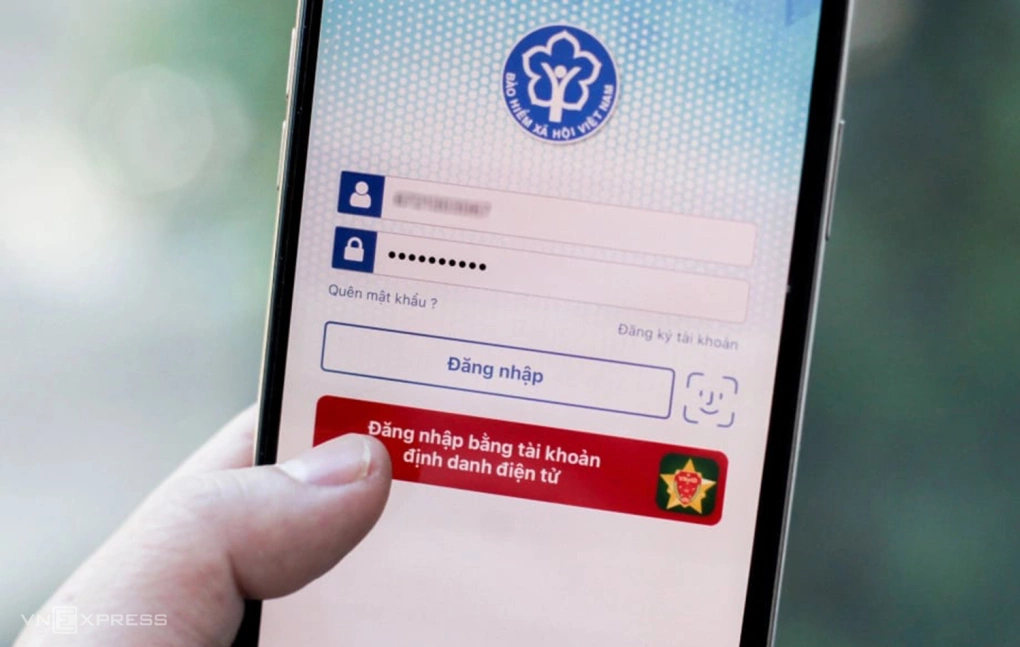 BẢO HIỂM XÃ HỘI VIỆT NAM
Quên mật khẩu ?
Đăng ký tài khoản
Đăng nhập
Đăng nhập bằng tài khoản
định danh điện tử
VNeID
VNEXPRESS